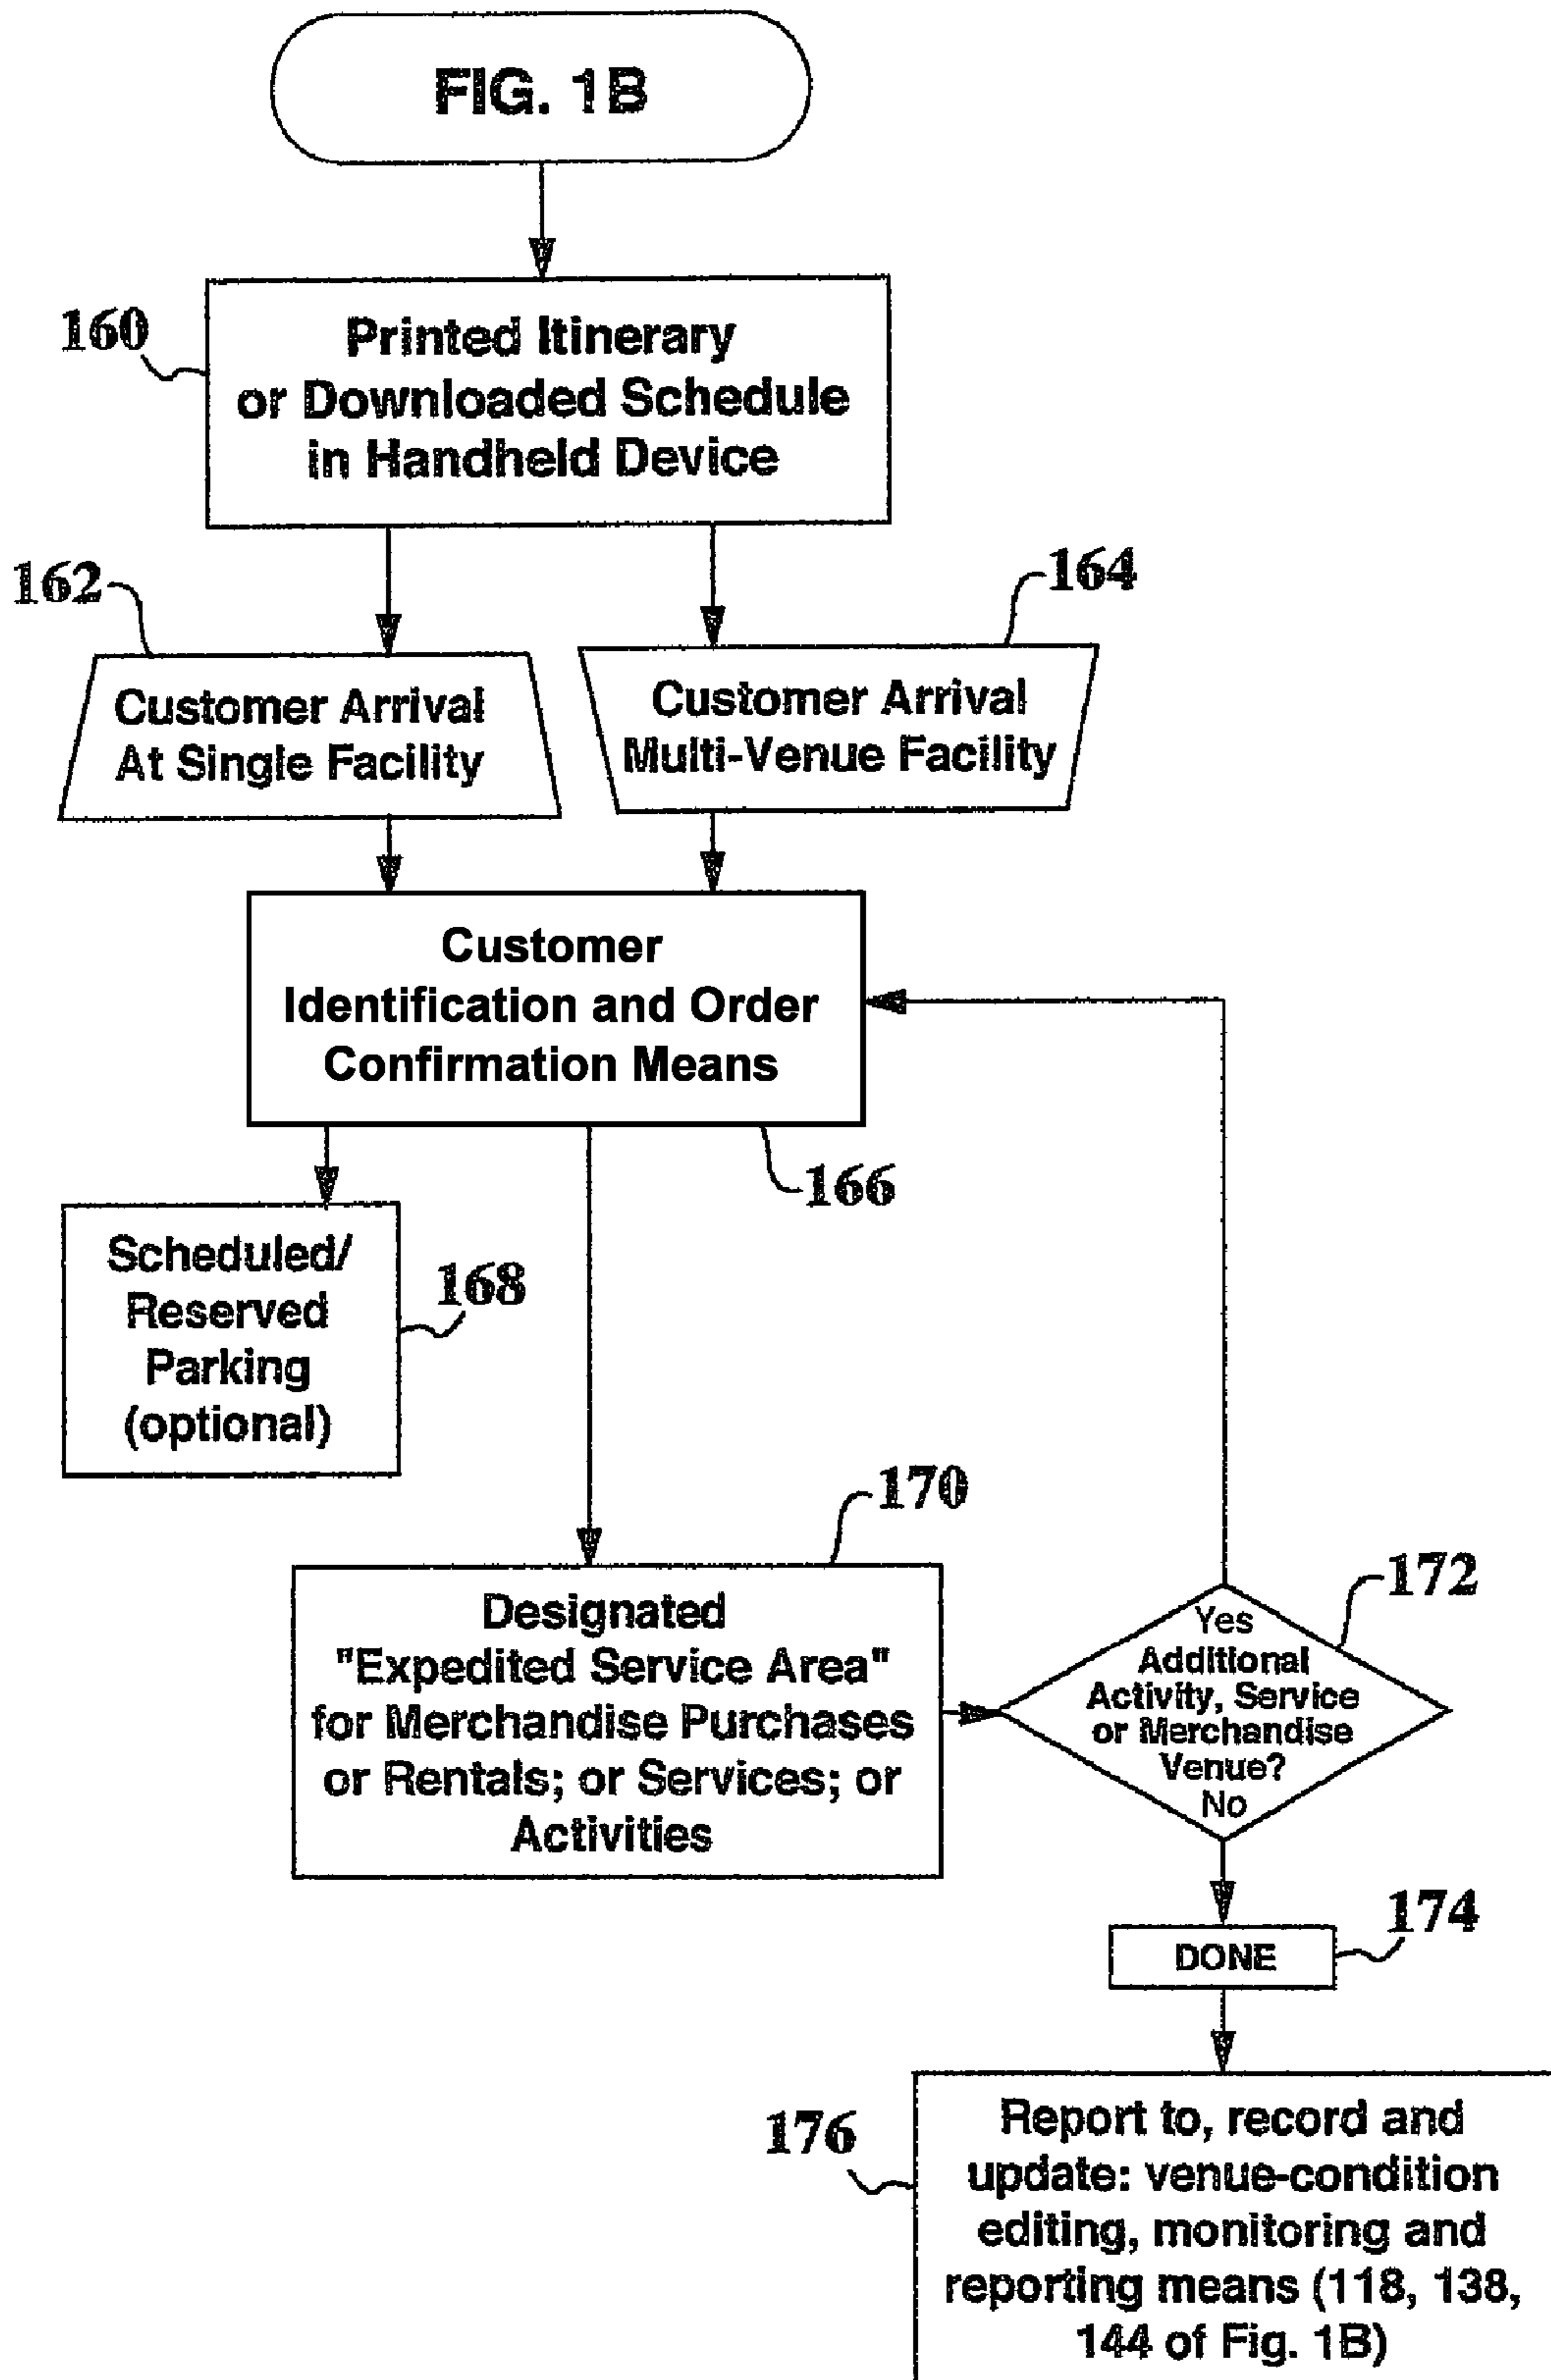 FIG. 1B
160
Printed Itinerary
or Downloaded Schedule
in Handheld Device
162
164
Customer Arrival
At Single Facility
Customer Arrival
Multi-Venue Facility
Customer
Identification and Order
Confirmation Means
166
Scheduled/
Reserved
Parking
(optional)
168
170
Designated
"Expedited Service Area"
for Merchandise Purchases
or Rentals; or Services; or
Activities
172
Yes
Additional
Activity, Service
or Merchandise
Venue?
No
174
DONE
176
Report to, record and
update: venue-condition
editing, monitoring and
reporting means (118, 138,
144 of Fig. 1B)